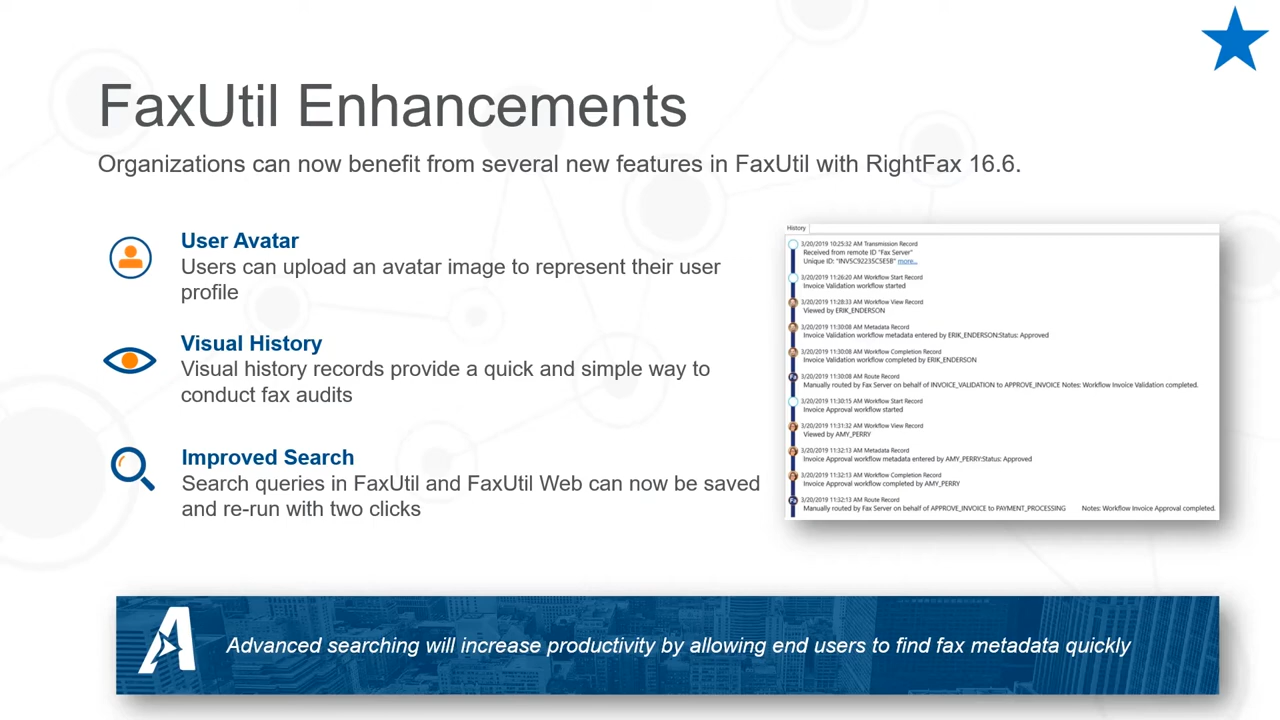 FaxUtil Enhancements
Organizations can now benefit from several new features in FaxUtil with RightFax 16.6.
User Avatar
Users can upload an avatar image to represent their user
profile
Visual History
Visual history records provide a quick and simple way to
conduct fax audits
Improved Search
Search queries in FaxUtil and FaxUtil Web can now be saved
and re-run with two clicks
History
3/20/2019 10:25:32 AM Transmission Record
Received from remote ID "Fax Server"
Unique ID: "INV5C9223SC5E5B" more...
3/20/2019 11:26:20 AM Workflow Start Record
Invoice Validation workflow started
3/20/2019 11:28:33 AM Workflow View Record
Viewed by ERIK_ENDERSON
3/20/2019 11:30:08 AM Metadata Record
Invoice Validation workflow metadata entered by ERIK_ENDERSON:Status: Approved
3/20/2019 11:30:08 AM Workflow Completion Record
Invoice Validation workflow completed by ERIK_ENDERSON
3/20/2019 11:30:08 AM Route Record
Manually routed by Fax Server on behalf of INVOICE_VALIDATION to APPROVE_INVOICE Notes: Workflow Invoice Validation completed.
3/20/2019 11:30:15 AM Workflow Start Record
Invoice Approval workflow started
3/20/2019 11:31:32 AM Workflow View Record
Viewed by AMY_PERRY
3/20/2019 11:32:13 AM Metadata Record
Invoice Approval workflow metadata entered by AMY_PERRY:Status: Approved
3/20/2019 11:32:13 AM Workflow Completion Record
Invoice Approval workflow completed by AMY_PERRY
3/20/2019 11:32:13 AM Route Record
Manually routed by Fax Server on behalf of APPROVE_INVOICE to PAYMENT_PROCESSING Notes: Workflow Invoice Approval completed.
Advanced searching will increase productivity by allowing end users to find fax metadata quickly